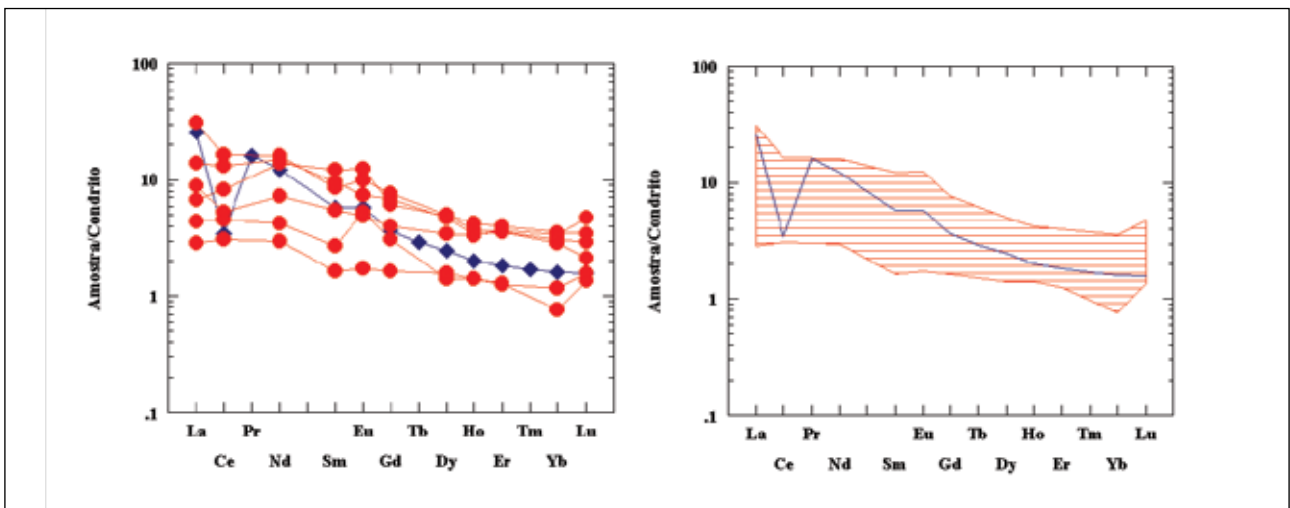 100
10
1
.1
Amostra/Condrito
La Pr Eu Tb Ho Tm Lu
Ce Nd Sm Gd Dy Er Yb
100
10
1
.1
Amostra/Condrito
La Pr Eu Tb Ho Tm Lu
Ce Nd Sm Gd Dy Er Yb